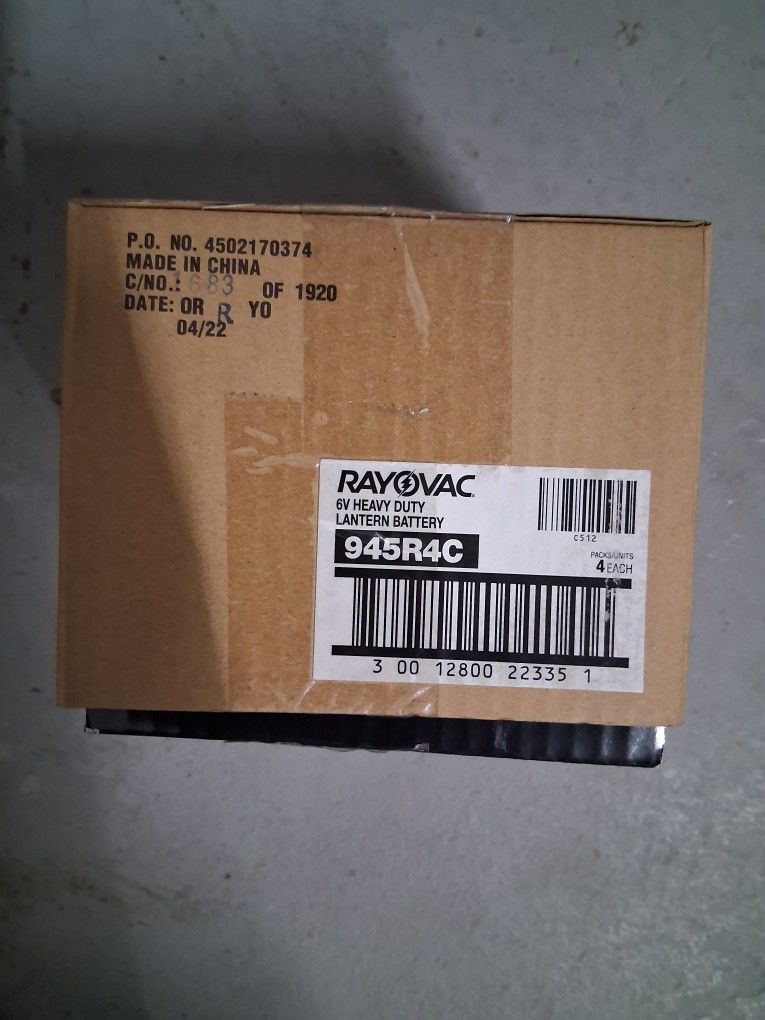 P.O. NO. 4502170374
MADE IN CHINA
C/NO.: 1683 OF 1920
DATE: OR R YO
04/22
RAYOVAC
6V HEAVY DUTY
LANTERN BATTERY
945R4C
C512
PACKS/UNITS
4 EACH
3 00 12800 22335 1